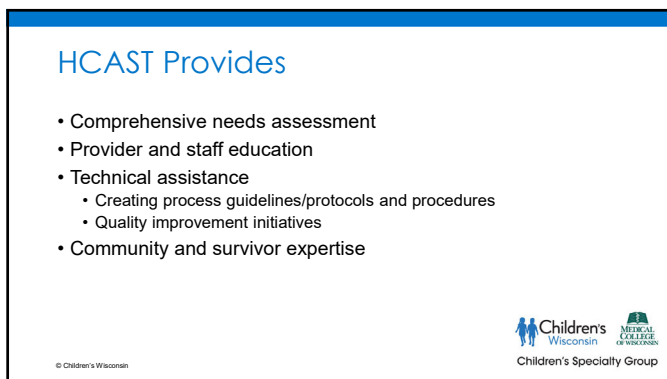 HCAST Provides
• Comprehensive needs assessment
• Provider and staff education
• Technical assistance
• Creating process guidelines/protocols and procedures
• Quality improvement initiatives
• Community and survivor expertise
Children's
Wisconsin
MEDICAL
COLLEGE
OF WISCONSIN
Children's Specialty Group
© Children's Wisconsin